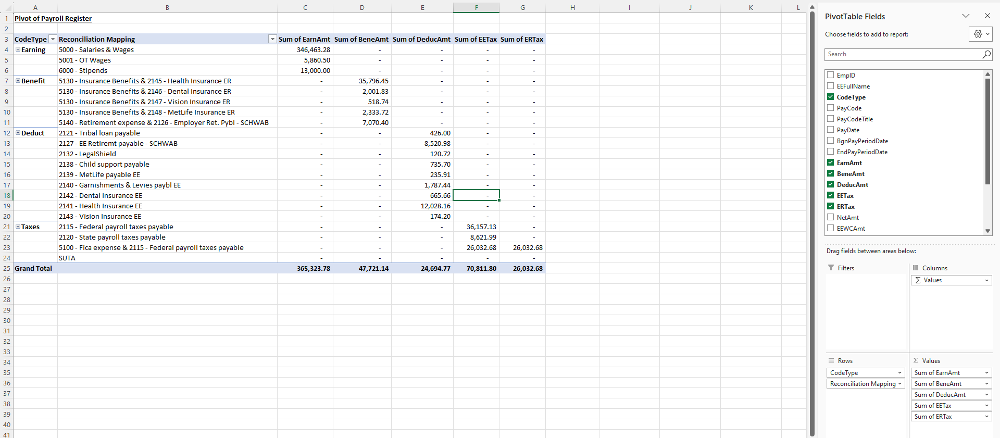 A B C D E F G H I J K L
1 Pivot of Payroll Register
2
3 CodeType Reconciliation Mapping Sum of EarnAmt Sum of BeneAmt Sum of DeducAmt Sum of EETax Sum of ERTax
4 Earning 5000 - Salaries & Wages 346,463.28 - - - -
5 5001 - OT Wages 5,860.50 - - - -
6 6000 - Stipends 13,000.00 - - - -
7 Benefit 5130 - Insurance Benefits & 2145 - Health Insurance ER - 35,796.45 - - -
8 5130 - Insurance Benefits & 2146 - Dental Insurance ER - 2,001.83 - - -
9 5130 - Insurance Benefits & 2147 - Vision Insurance ER - 518.74 - - -
10 5130 - Insurance Benefits & 2148 - MetLife Insurance ER - 2,333.72 - - -
11 5140 - Retirement expense & 2126 - Employer Ret. Pybl - SCHWAB - 7,070.40 - - -
12 Deduct 2121 - Tribal loan payable - - 426.00 - -
13 2127 - EE Retiremt payable - SCHWAB - - 8,520.98 - -
14 2132 - LegalShield - - 120.72 - -
15 2138 - Child support payable - - 735.70 - -
16 2139 - MetLife payable EE - - 235.91 - -
17 2140 - Garnishments & Levies paybl EE - - 1,787.44 - -
18 2142 - Dental Insurance EE - - 665.66 - -
19 2141 - Health Insurance EE - - 12,028.16 - -
20 2143 - Vision Insurance EE - - 174.20 - -
21 Taxes 2115 - Federal payroll taxes payable - - - 36,157.13 -
22 2120 - State payroll taxes payable - - - 8,621.99 -
23 5100 - Fica expense & 2115 - Federal payroll taxes payable - - - 26,032.68 26,032.68
24 SUTA - - - - -
25 Grand Total 365,323.78 47,721.14 24,694.77 70,811.80 26,032.68
26
27
28
29
30
31
32
33
34
35
36
37
38
39
40
41
PivotTable Fields
Choose fields to add to report:
Search
EmpID
EEFullName
CodeType
PayCode
PayCodeTitle
PayDate
BgnPayPeriodDate
EndPayPeriodDate
EarnAmt
BeneAmt
DeducAmt
EETax
ERTax
NetAmt
EEWCAmt
Drag fields between areas below:
Filters
Columns
Σ Values
Rows
CodeType
Reconciliation Mapping
Σ Values
Sum of EarnAmt
Sum of BeneAmt
Sum of DeducAmt
Sum of EETax
Sum of ERTax